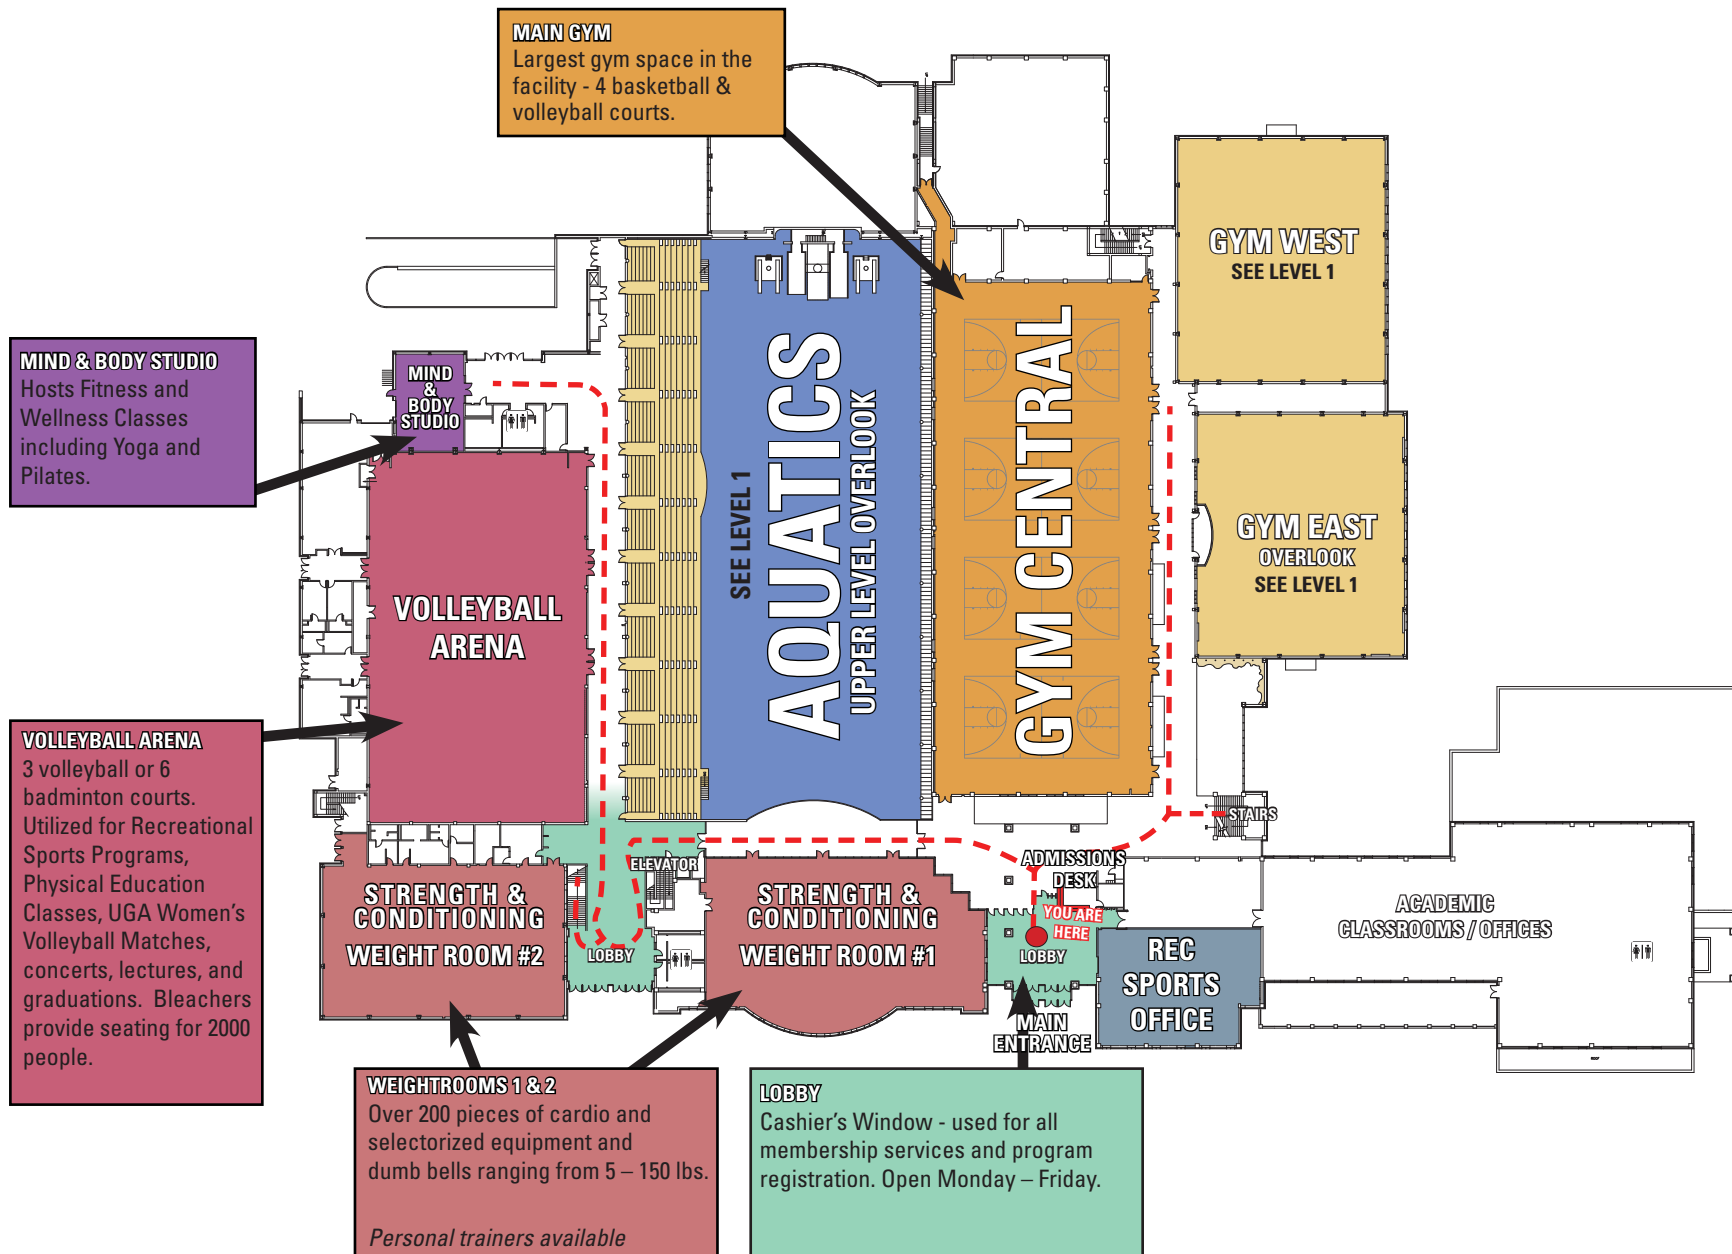 MAIN GYM
Largest gym space in the
facility - 4 basketball &
volleyball courts.
GYM WEST
SEE LEVEL 1
MIND & BODY STUDIO
Hosts Fitness and
Wellness Classes
including Yoga and
Pilates.
MIND
&
BODY
STUDIO
SEE LEVEL 1
AQUATICS
UPPER LEVEL OVERLOOK
GYM CENTRAL
GYM EAST
OVERLOOK
SEE LEVEL 1
VOLLEYBALL
ARENA
VOLLEYBALL ARENA
3 volleyball or 6
badminton courts.
Utilized for Recreational
Sports Programs,
Physical Education
Classes, UGA Women's
Volleyball Matches,
concerts, lectures, and
graduations.  Bleachers
provide seating for 2000
people.
STAIRS
ELEVATOR
ADMISSIONS
DESK
STRENGTH &
CONDITIONING
WEIGHT ROOM #2
LOBBY
STRENGTH &
CONDITIONING
WEIGHT ROOM #1
YOU ARE
HERE
LOBBY
MAIN
ENTRANCE
REC
SPORTS
OFFICE
ACADEMIC
CLASSROOMS / OFFICES
WEIGHTROOMS 1 & 2
Over 200 pieces of cardio and
selectorized equipment and
dumb bells ranging from 5 – 150 lbs.
Personal trainers available
LOBBY
Cashier's Window - used for all
membership services and program
registration. Open Monday – Friday.